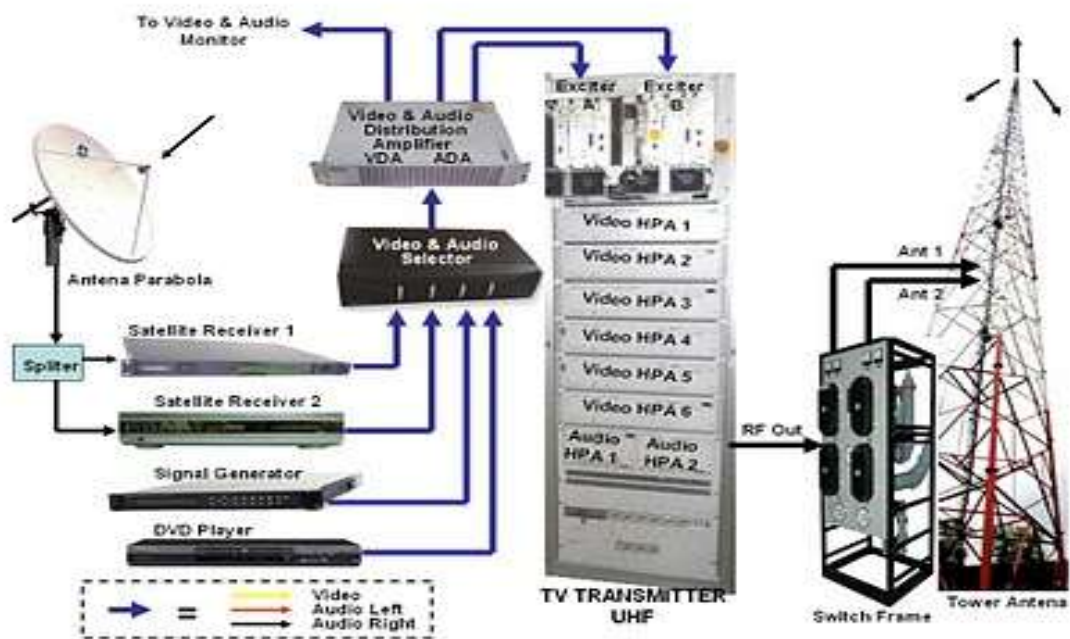 To Video & Audio
Monitor
Video & Audio
Distribution
Amplifier
VDA ADA
Exciter
A
Exciter
B
Video & Audio
Selector
Antena Parabola
Spliter
Satellite Receiver 1
Satellite Receiver 2
Signal Generator
DVD Player
Video HPA 1
Video HPA 2
Video HPA 3
Video HPA 4
Video HPA 5
Video HPA 6
Audio
HPA 1
Audio
HPA 2
RF Out
Ant 1
Ant 2
TV TRANSMITTER
UHF
Switch Frame
Tower Antena
=
Video
Audio Left
Audio Right